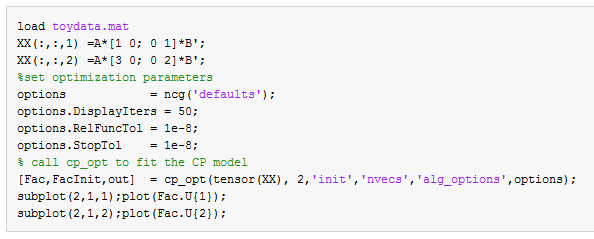 load toydata.mat
XX(:,:,1) =A*[1 0; 0 1]*B';
XX(:,:,2) =A*[3 0; 0 2]*B';
%set optimization parameters
options           = ncg('defaults');
options.DisplayIters = 50;
options.RelFuncTol = 1e-8;
options.StopTol    = 1e-8;
% call cp_opt to fit the CP model
[Fac,FacInit,out]  = cp_opt(tensor(XX), 2,'init','nvecs','alg_options',options);
subplot(2,1,1);plot(Fac.U{1});
subplot(2,1,2);plot(Fac.U{2});